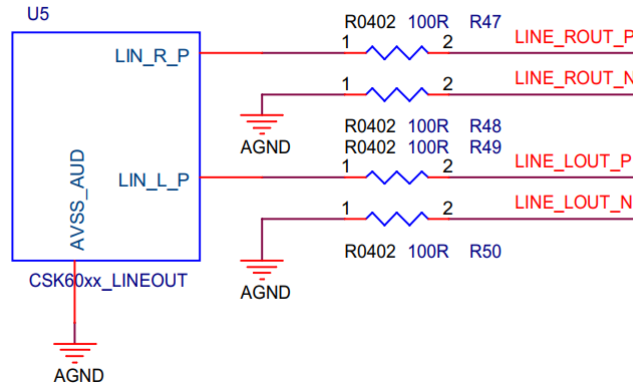 U5
R0402 100R R47
LIN_R_P
1 2
LINE_ROUT_P
1 2
LINE_ROUT_N
AGND
R0402 100R R48
R0402 100R R49
LIN_L_P
1 2
LINE_LOUT_P
AVSS_AUD
1 2
LINE_LOUT_N
R0402 100R R50
CSK60xx_LINEOUT
AGND
AGND